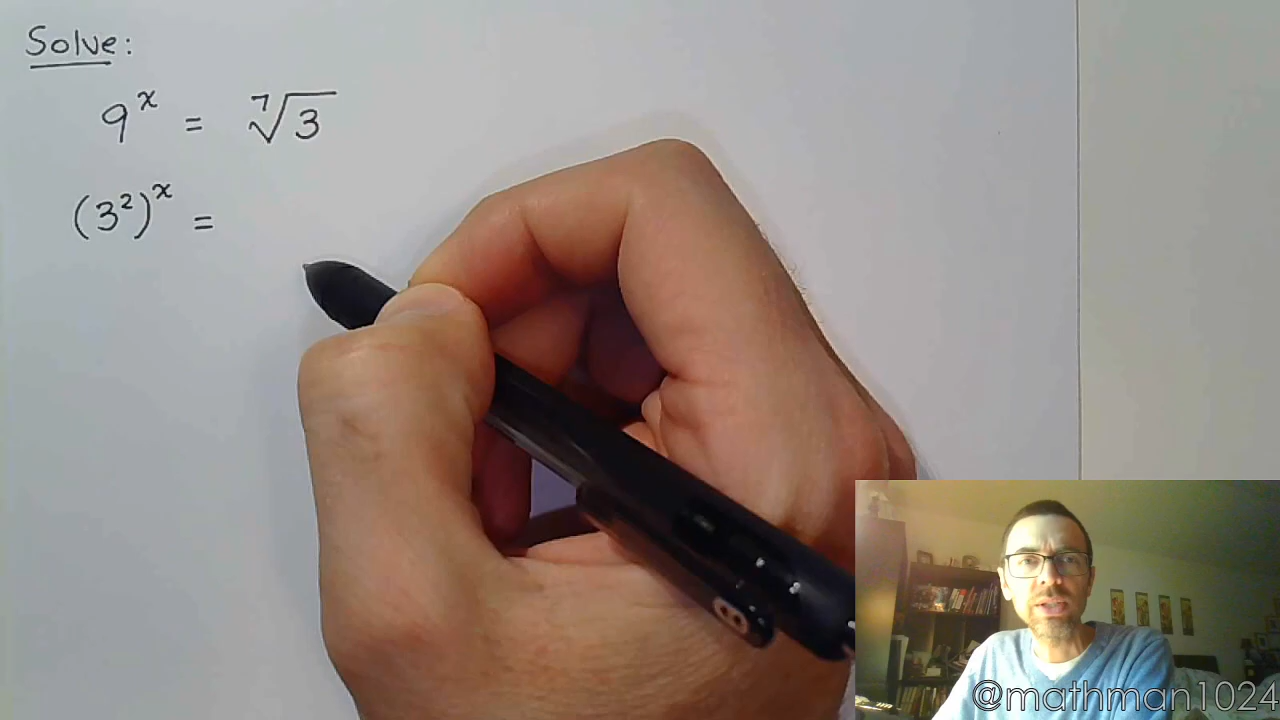 Solve:
9^x = ⁷√3
(3²)^x =
@mathman1024